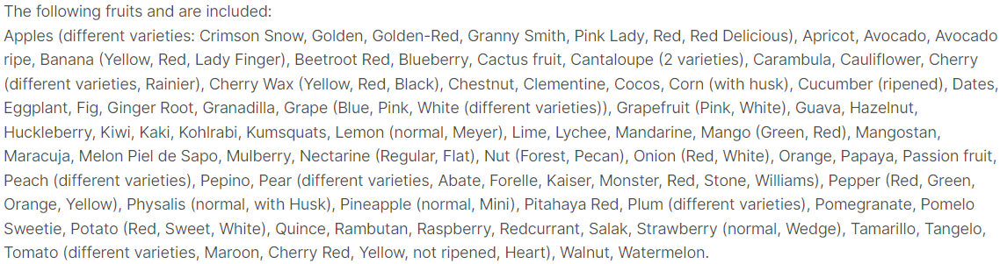 The following fruits and are included:
Apples (different varieties: Crimson Snow, Golden, Golden-Red, Granny Smith, Pink Lady, Red, Red Delicious), Apricot, Avocado, Avocado
ripe, Banana (Yellow, Red, Lady Finger), Beetroot Red, Blueberry, Cactus fruit, Cantaloupe (2 varieties), Carambula, Cauliflower, Cherry
(different varieties, Rainier), Cherry Wax (Yellow, Red, Black), Chestnut, Clementine, Cocos, Corn (with husk), Cucumber (ripened), Dates,
Eggplant, Fig, Ginger Root, Granadilla, Grape (Blue, Pink, White (different varieties)), Grapefruit (Pink, White), Guava, Hazelnut,
Huckleberry, Kiwi, Kaki, Kohlrabi, Kumsquats, Lemon (normal, Meyer), Lime, Lychee, Mandarine, Mango (Green, Red), Mangostan,
Maracuja, Melon Piel de Sapo, Mulberry, Nectarine (Regular, Flat), Nut (Forest, Pecan), Onion (Red, White), Orange, Papaya, Passion fruit,
Peach (different varieties), Pepino, Pear (different varieties, Abate, Forelle, Kaiser, Monster, Red, Stone, Williams), Pepper (Red, Green,
Orange, Yellow), Physalis (normal, with Husk), Pineapple (normal, Mini), Pitahaya Red, Plum (different varieties), Pomegranate, Pomelo
Sweetie, Potato (Red, Sweet, White), Quince, Rambutan, Raspberry, Redcurrant, Salak, Strawberry (normal, Wedge), Tamarillo, Tangelo,
Tomato (different varieties, Maroon, Cherry Red, Yellow, not ripened, Heart), Walnut, Watermelon.